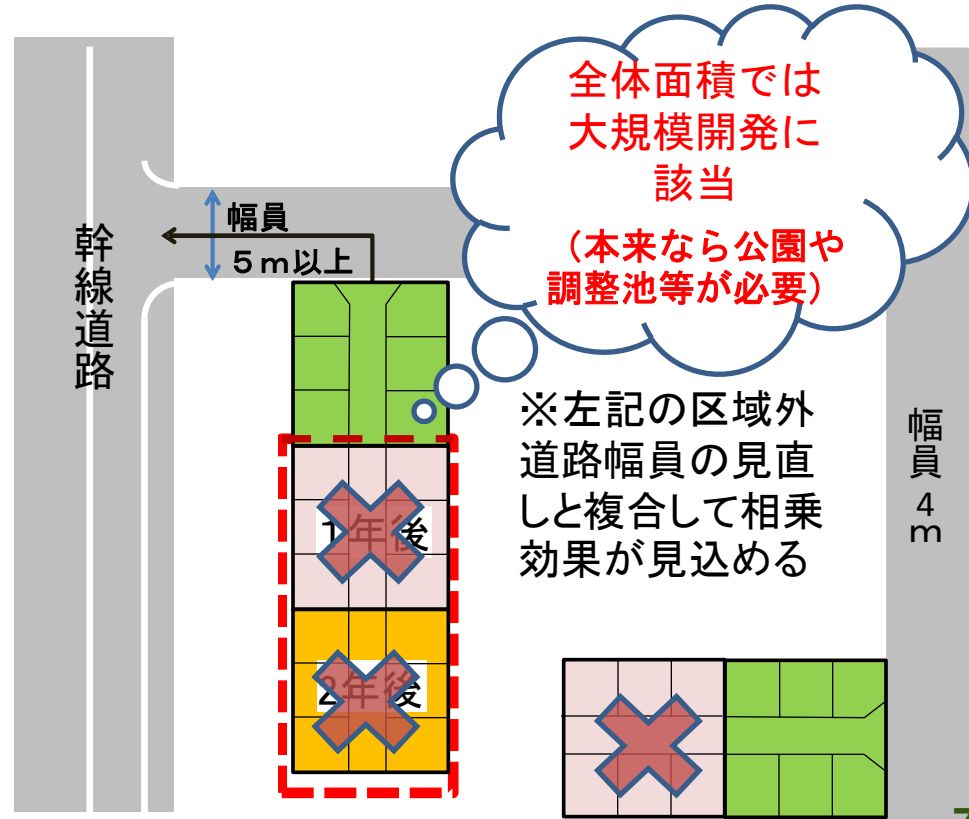 全体面積では
大規模開発に
該当
（本来なら公園や
調整池等が必要）
幅員
５ｍ以上
幹線道路
※左記の区域外
道路幅員の見直
しと複合して相乗
効果が見込める
幅員４ｍ
1年後
2年後